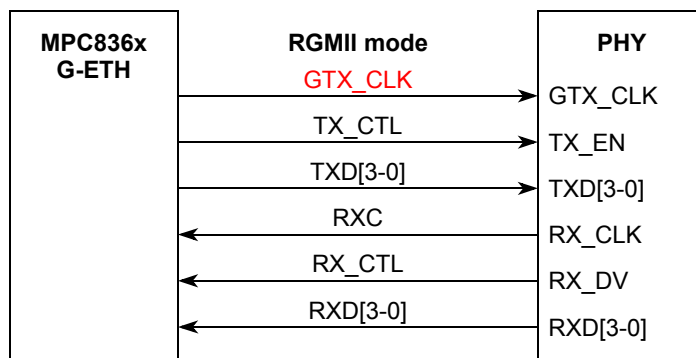 MPC836x
G-ETH
RGMII mode
PHY
GTX_CLK
GTX_CLK
TX_CTL
TX_EN
TXD[3-0]
TXD[3-0]
RXC
RX_CLK
RX_CTL
RX_DV
RXD[3-0]
RXD[3-0]